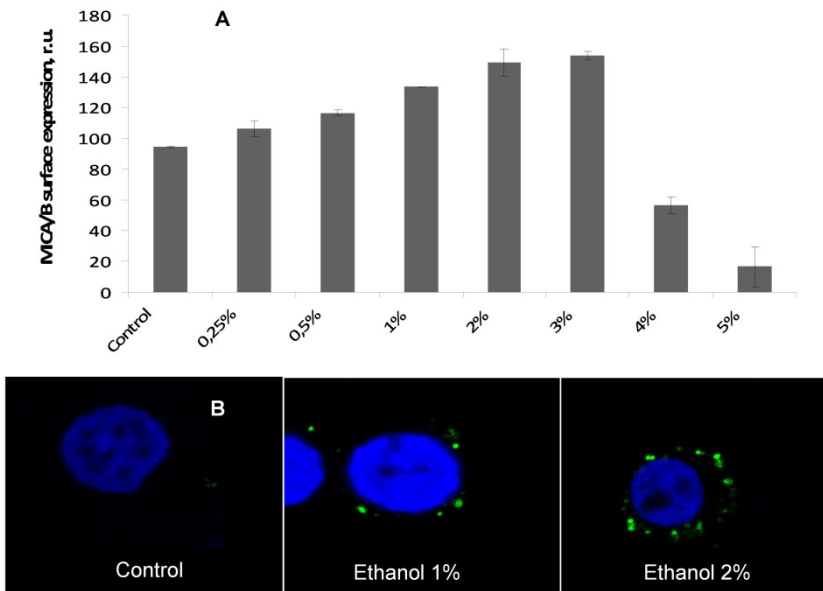 A
MICA/B surface expression, r.u.
180
160
140
120
100
80
60
40
20
0
Control
0,25%
0,5%
1%
2%
3%
4%
5%
B
Control
Ethanol 1%
Ethanol 2%